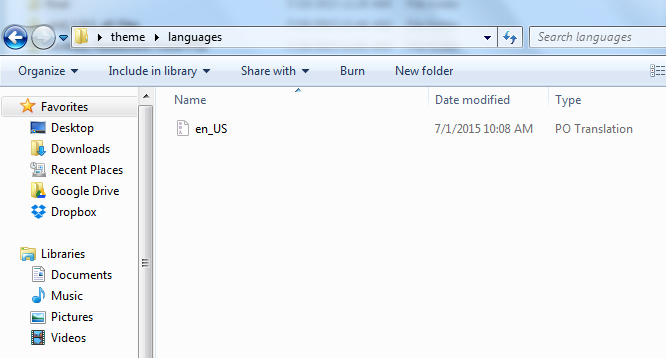 theme languages Search languages
Organize Include in library Share with Burn New folder
Name Date modified Type
Favorites
en_US 7/1/2015 10:08 AM PO Translation
Desktop
Downloads
Recent Places
Google Drive
Dropbox
Libraries
Documents
Music
Pictures
Videos